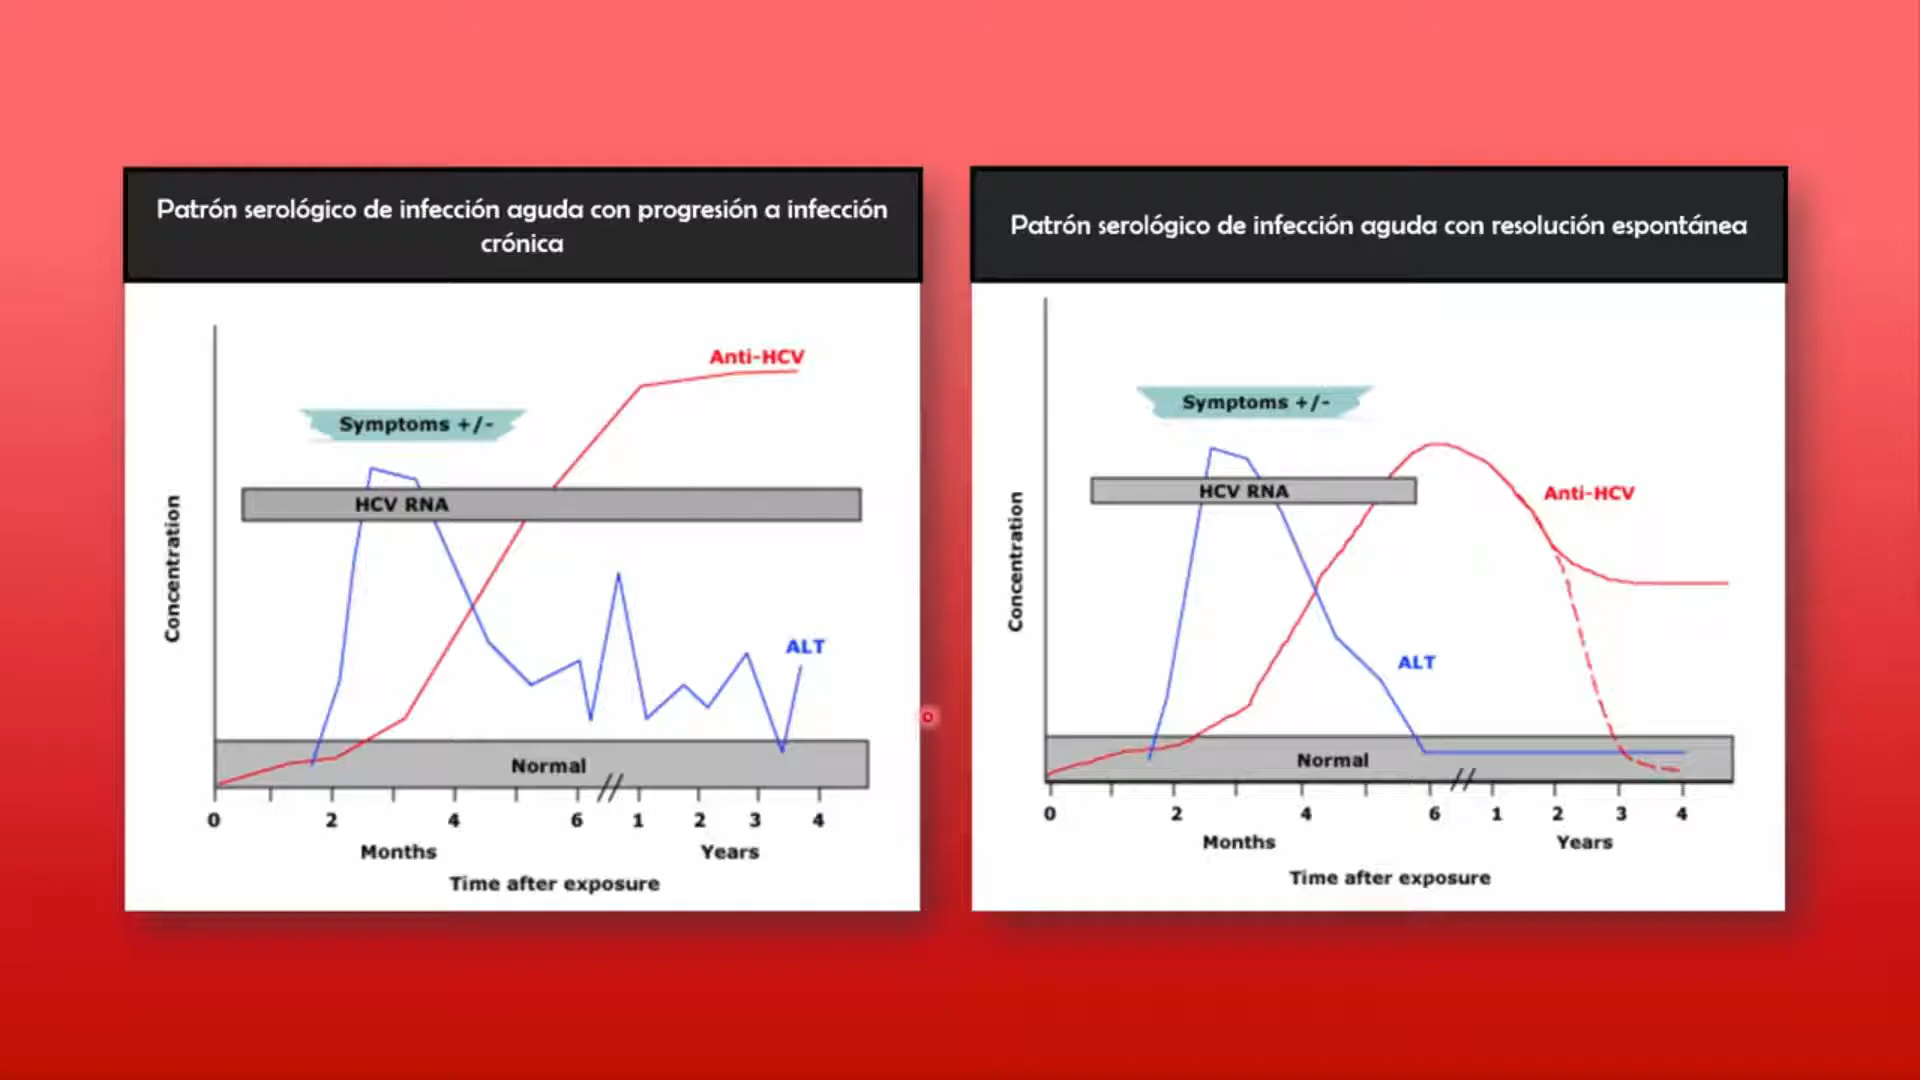 Patrón serológico de infección aguda con progresión a infección
crónica
Anti-HCV
Symptoms +/-
HCV RNA
Concentration
ALT
Normal
0 2 4 6 1 2 3 4
Months Years
Time after exposure
Patrón serológico de infección aguda con resolución espontánea
Symptoms +/-
HCV RNA
Anti-HCV
Concentration
ALT
Normal
0 2 4 6 1 2 3 4
Months Years
Time after exposure